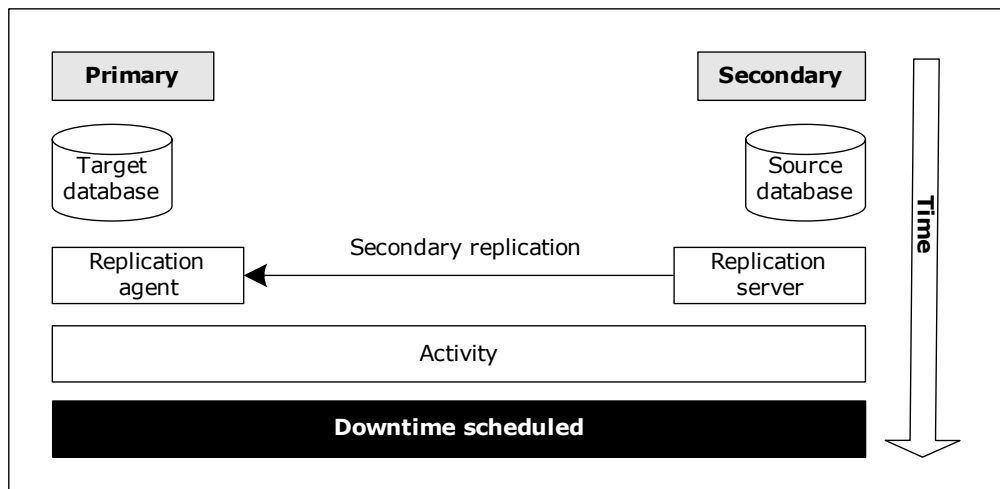 Primary
Secondary
Target
database
Source
database
Time
Secondary replication
Replication
agent
Replication
server
Activity
Downtime scheduled